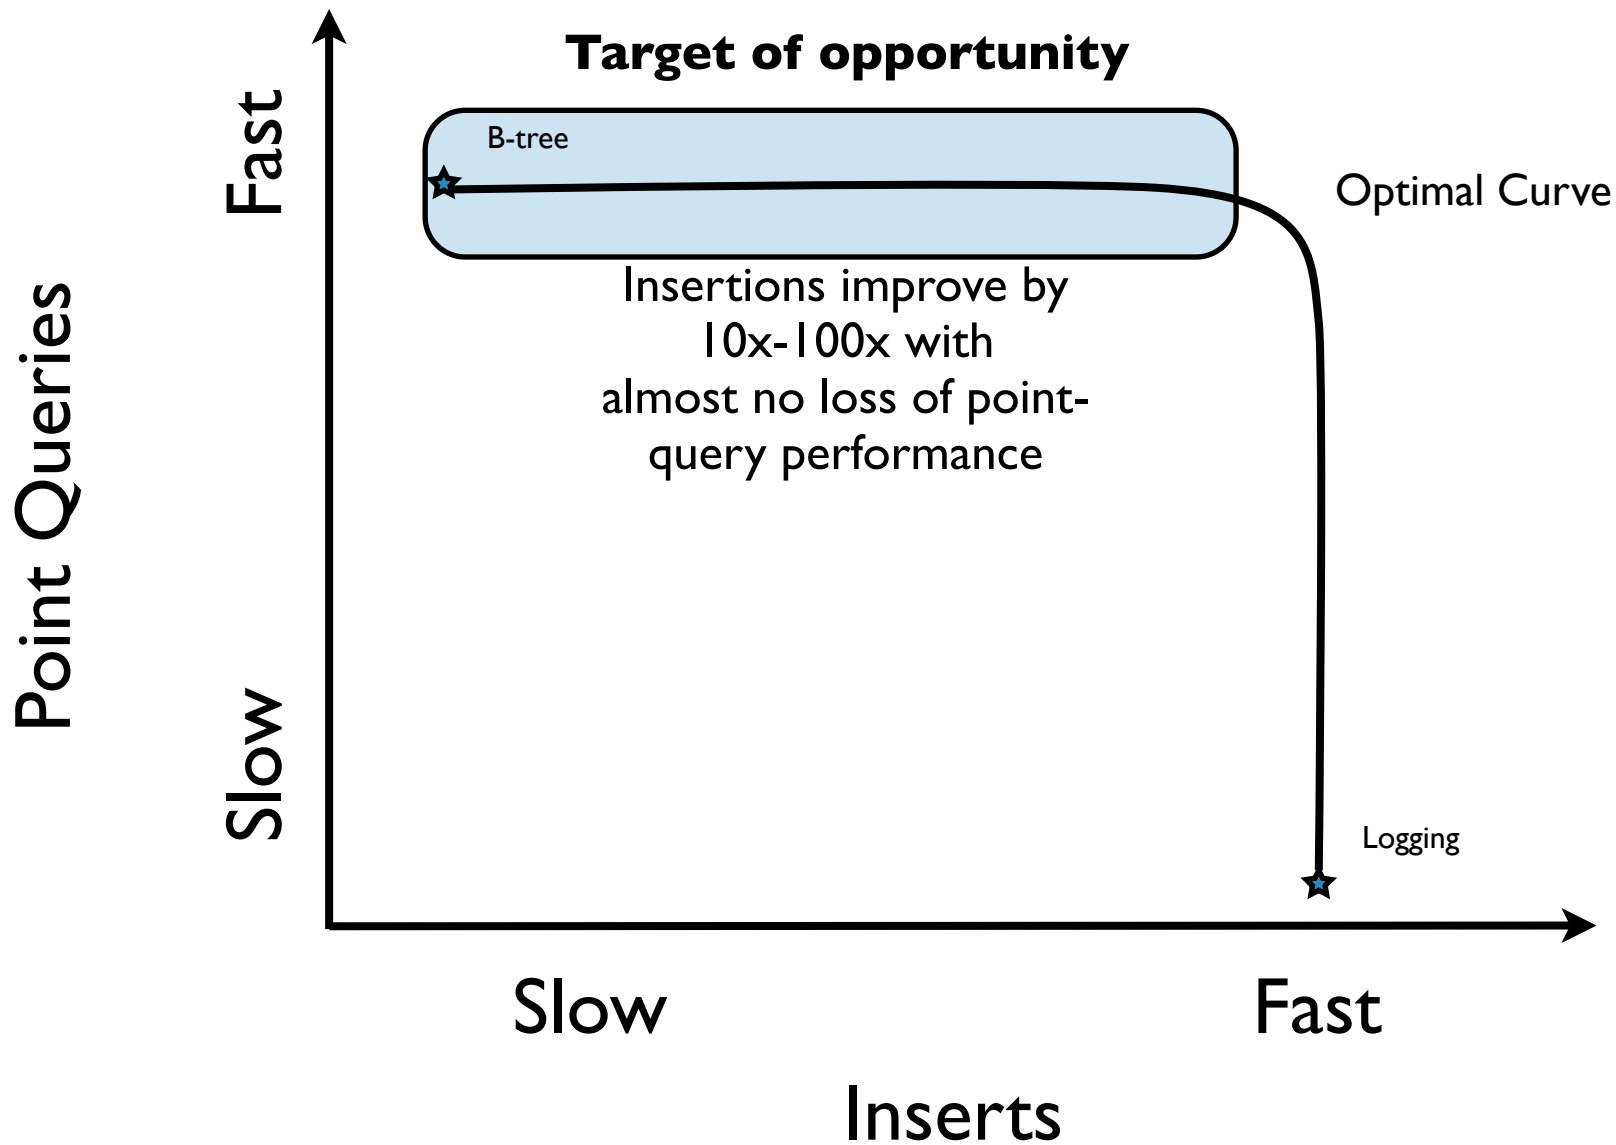 Target of opportunity
B-tree
Optimal Curve
Insertions improve by
10x-100x with
almost no loss of point-
query performance
Point Queries
Fast
Slow
Logging
Slow
Fast
Inserts